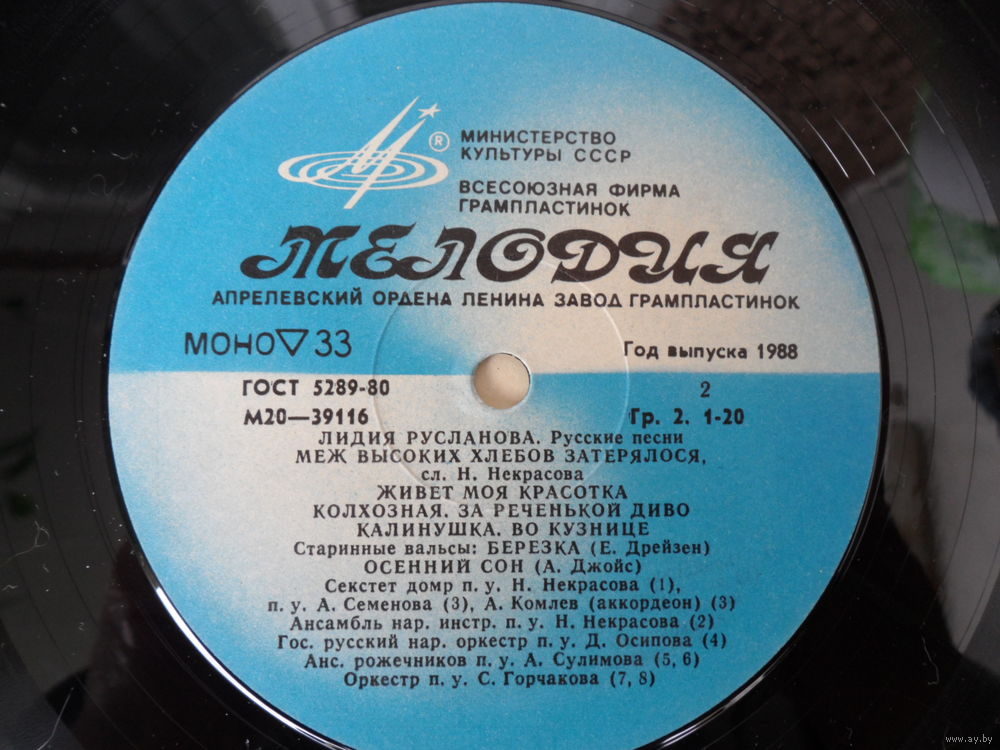 ®
МИНИСТЕРСТВО
КУЛЬТУРЫ СССР
ВСЕСОЮЗНАЯ ФИРМА
ГРАМПЛАСТИНОК
МЕЛОДИЯ
АПРЕЛЕВСКИЙ ОРДЕНА ЛЕНИНА ЗАВОД ГРАМПЛАСТИНОК
МОНО▽33 Год выпуска 1988
ГОСТ 5289-80 2
М20—39116 Гр. 2. 1-20
ЛИДИЯ РУСЛАНОВА. Русские песни
МЕЖ ВЫСОКИХ ХЛЕБОВ ЗАТЕРЯЛОСЯ,
сл. Н. Некрасова
ЖИВЕТ МОЯ КРАСОТКА
КОЛХОЗНАЯ. ЗА РЕЧЕНЬКОЙ ДИВО
КАЛИНУШКА. ВО КУЗНИЦЕ
Старинные вальсы: БЕРЕЗКА (Е. Дрейзен)
ОСЕННИЙ СОН (А. Джойс)
Секстет домр п. у. Н. Некрасова (1),
п. у. А. Семенова (3), А. Комлев (аккордеон) (3)
Ансамбль нар. инстр. п. у. Н. Некрасова (2)
Гос. русский нар. оркестр п. у. Д. Осипова (4)
Анс. рожечников п. у. А. Сулимова (5, 6)
Оркестр п. у. С. Горчакова (7, 8)
www.ay.by